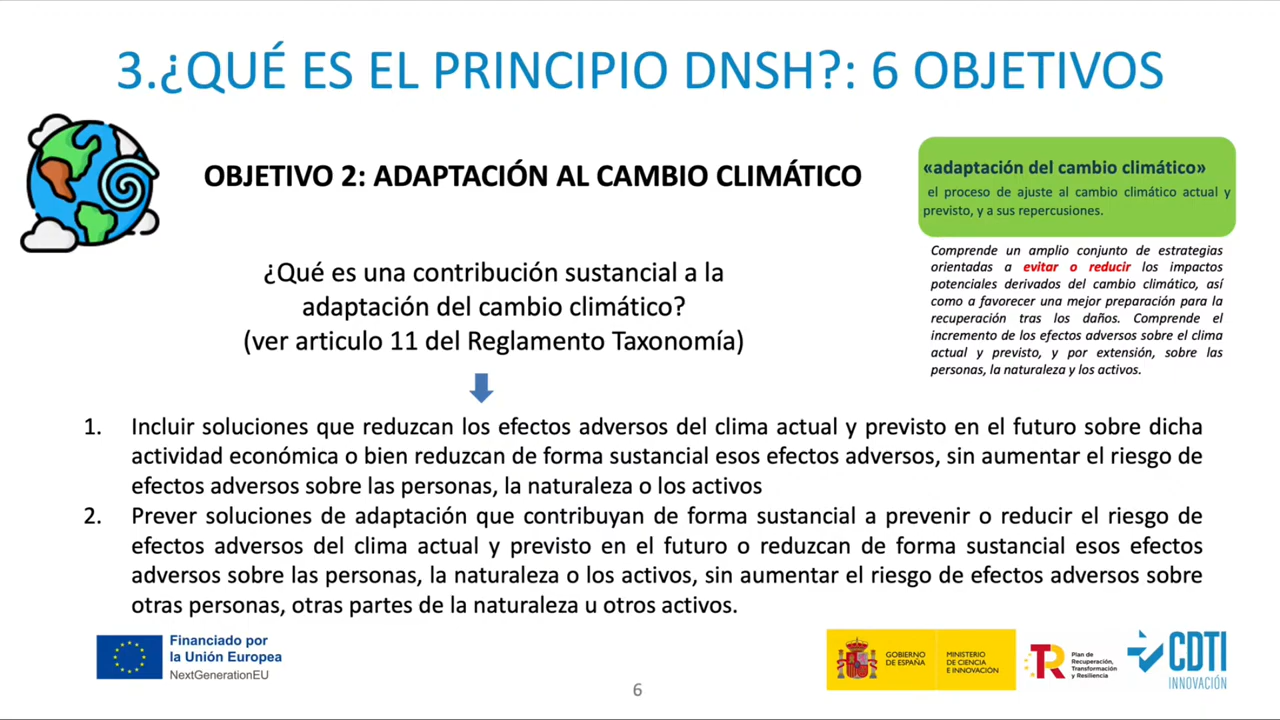 3.¿QUÉ ES EL PRINCIPIO DNSH?: 6 OBJETIVOS
OBJETIVO 2: ADAPTACIÓN AL CAMBIO CLIMÁTICO
«adaptación del cambio climático»
el proceso de ajuste al cambio climático actual y
previsto, y a sus repercusiones.
Comprende un amplio conjunto de estrategias
orientadas a evitar o reducir los impactos
potenciales derivados del cambio climático, así
como a favorecer una mejor preparación para la
recuperación tras los daños. Comprende el
incremento de los efectos adversos sobre el clima
actual y previsto, y por extensión, sobre las
personas, la naturaleza y los activos.
¿Qué es una contribución sustancial a la
adaptación del cambio climático?
(ver articulo 11 del Reglamento Taxonomía)
1. Incluir soluciones que reduzcan los efectos adversos del clima actual y previsto en el futuro sobre dicha
actividad económica o bien reduzcan de forma sustancial esos efectos adversos, sin aumentar el riesgo de
efectos adversos sobre las personas, la naturaleza o los activos
2. Prever soluciones de adaptación que contribuyan de forma sustancial a prevenir o reducir el riesgo de
efectos adversos del clima actual y previsto en el futuro o reduzcan de forma sustancial esos efectos
adversos sobre las personas, la naturaleza o los activos, sin aumentar el riesgo de efectos adversos sobre
otras personas, otras partes de la naturaleza u otros activos.
Financiado por
la Unión Europea
NextGenerationEU
GOBIERNO
DE ESPAÑA
MINISTERIO
DE CIENCIA
E INNOVACIÓN
TR
Plan de
Recuperación,
Transformación
y Resiliencia
CDTI
INNOVACIÓN
6